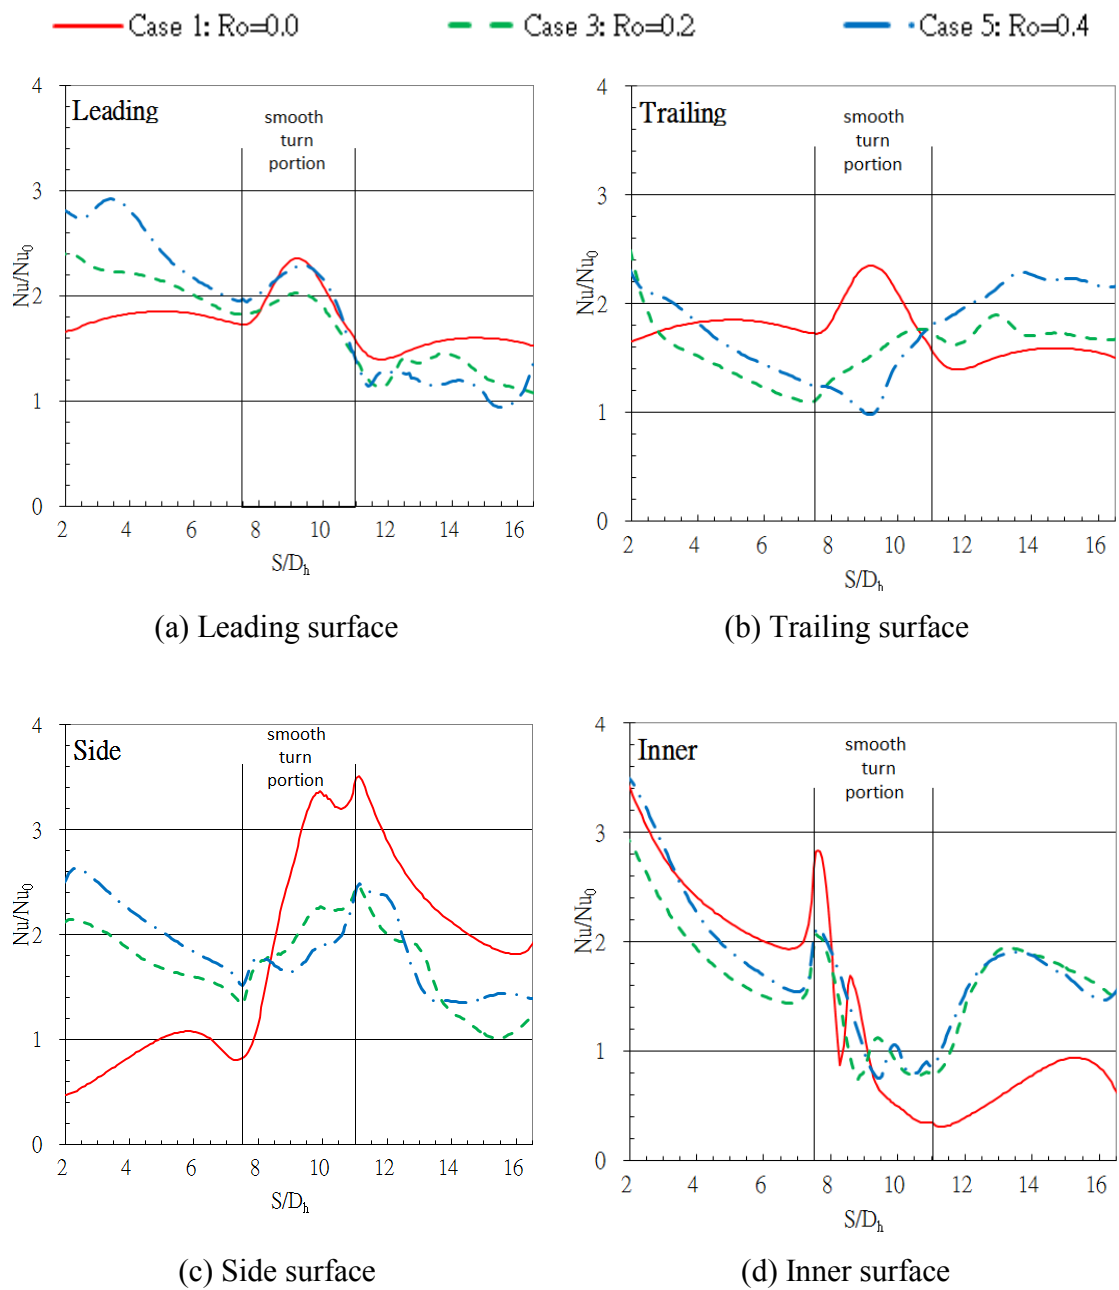 Case 1: Ro=0.0 Case 3: Ro=0.2 Case 5: Ro=0.4
Leading
smooth
turn
portion
4
3
2
1
0
Nu/Nu0
2 4 6 8 10 12 14 16
S/Dh
(a) Leading surface
Trailing
smooth
turn
portion
4
3
2
1
0
Nu/Nu0
2 4 6 8 10 12 14 16
S/Dh
(b) Trailing surface
Side
smooth
turn
portion
4
3
2
1
0
Nu/Nu0
2 4 6 8 10 12 14 16
S/Dh
(c) Side surface
Inner
smooth
turn
portion
4
3
2
1
0
Nu/Nu0
2 4 6 8 10 12 14 16
S/Dh
(d) Inner surface